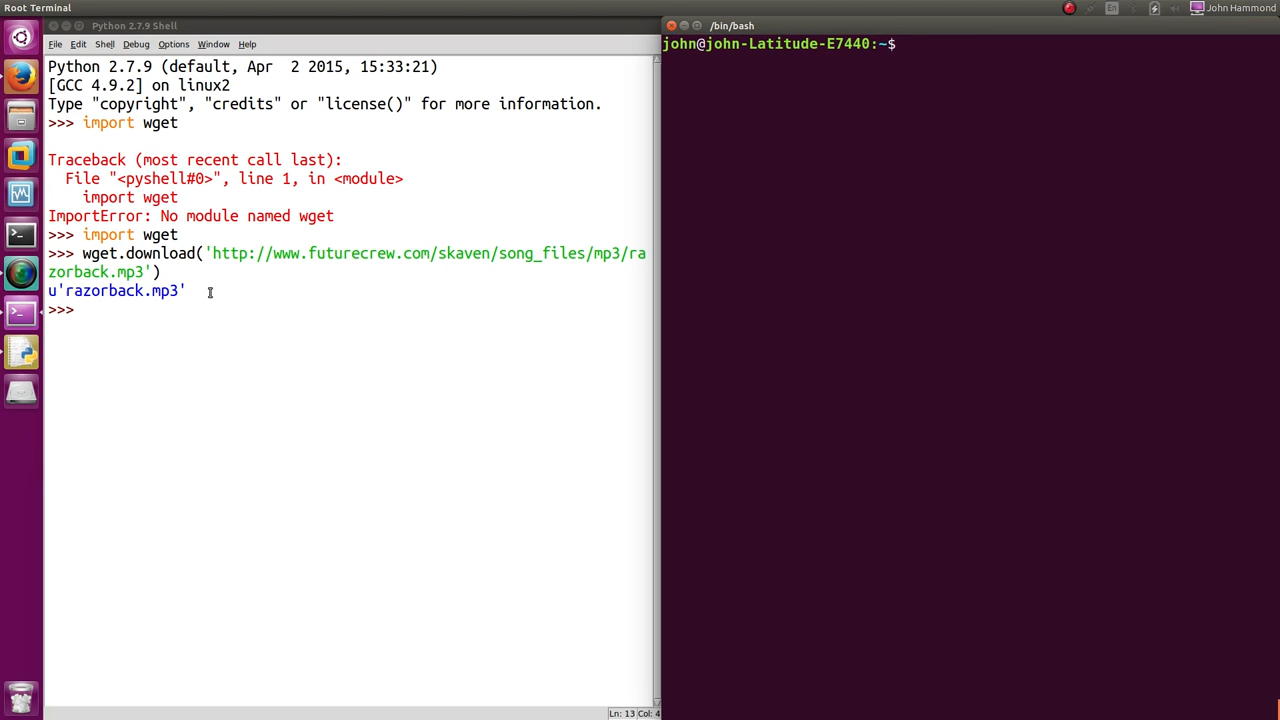 Root Terminal
En
John Hammond
Python 2.7.9 Shell
File Edit Shell Debug Options Window Help
Python 2.7.9 (default, Apr  2 2015, 15:33:21)
[GCC 4.9.2] on linux2
Type "copyright", "credits" or "license()" for more information.
>>> import wget
Traceback (most recent call last):
  File "<pyshell#0>", line 1, in <module>
    import wget
ImportError: No module named wget
>>> import wget
>>> wget.download('http://www.futurecrew.com/skaven/song_files/mp3/ra
zorback.mp3')
u'razorback.mp3'
>>>
Ln: 13 Col: 4
/bin/bash
john@john-Latitude-E7440:~$